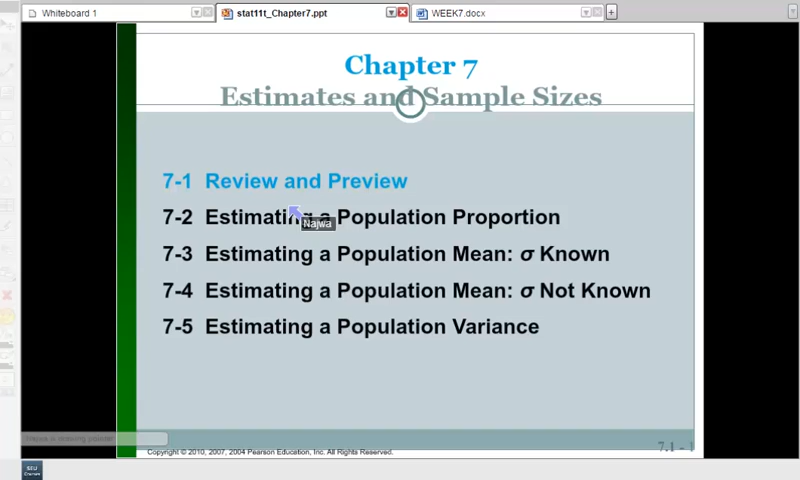 Whiteboard 1
stat11t_Chapter7.ppt
WEEK7.docx
Chapter 7
Estimates and Sample Sizes
7-1 Review and Preview
7-2 Estimating a Population Proportion
Najwa
7-3 Estimating a Population Mean: σ Known
7-4 Estimating a Population Mean: σ Not Known
7-5 Estimating a Population Variance
7.1 - 1
Copyright © 2010, 2007, 2004 Pearson Education, Inc. All Rights Reserved.
SEU